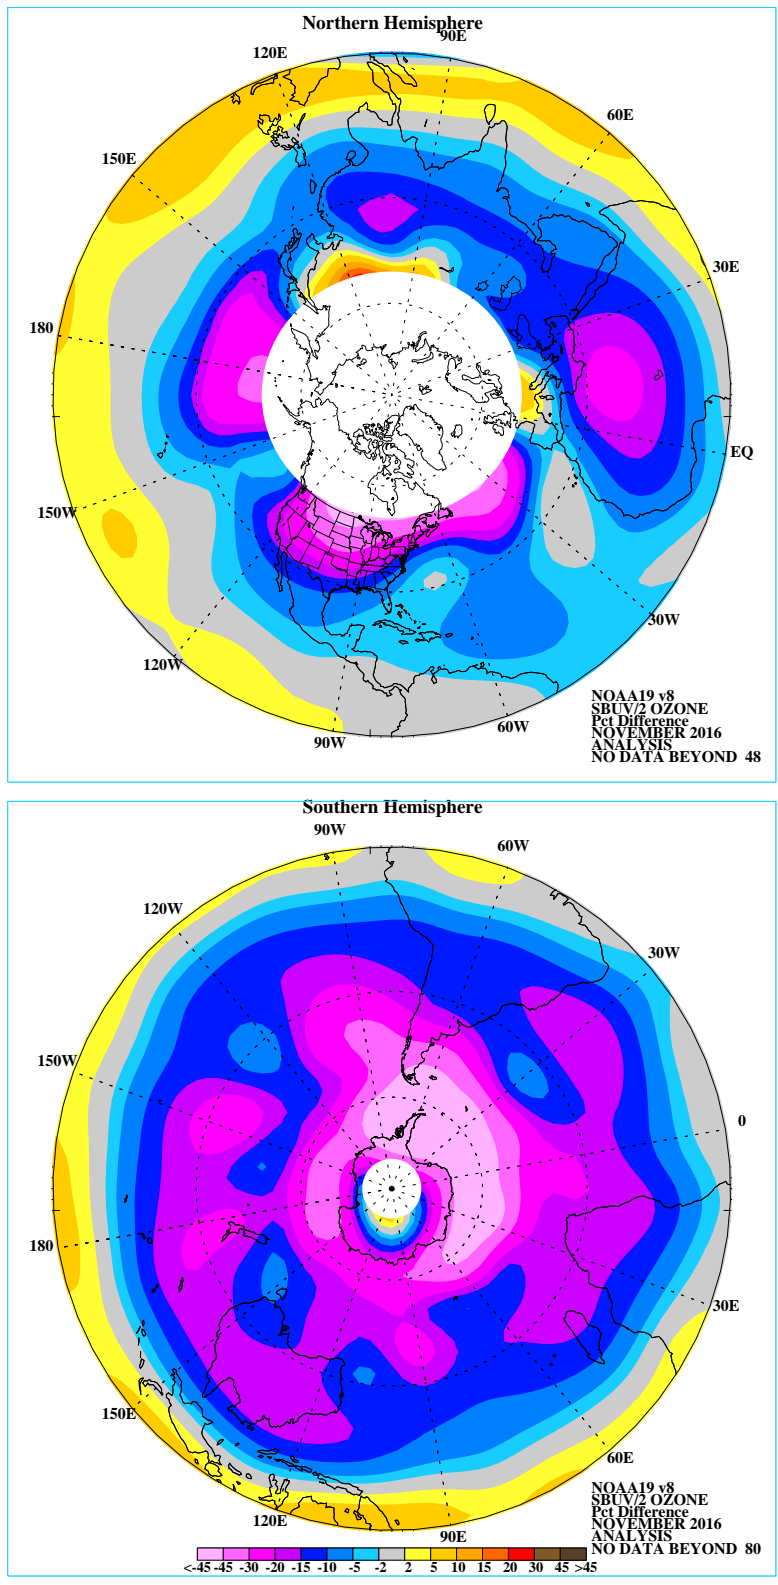 Northern Hemisphere
90E
120E
60E
150E
30E
180
EQ
150W
30W
120W
60W
90W
NOAA19 v8
SBUV/2 OZONE
Pct Difference
NOVEMBER 2016
ANALYSIS
NO DATA BEYOND 48
Southern Hemisphere
90W
60W
120W
30W
150W
0
180
30E
150E
60E
120E
90E
NOAA19 v8
SBUV/2 OZONE
Pct Difference
NOVEMBER 2016
ANALYSIS
NO DATA BEYOND 80
<-45 -45 -30 -20 -15 -10 -5 -2 2 5 10 15 20 30 45 >45